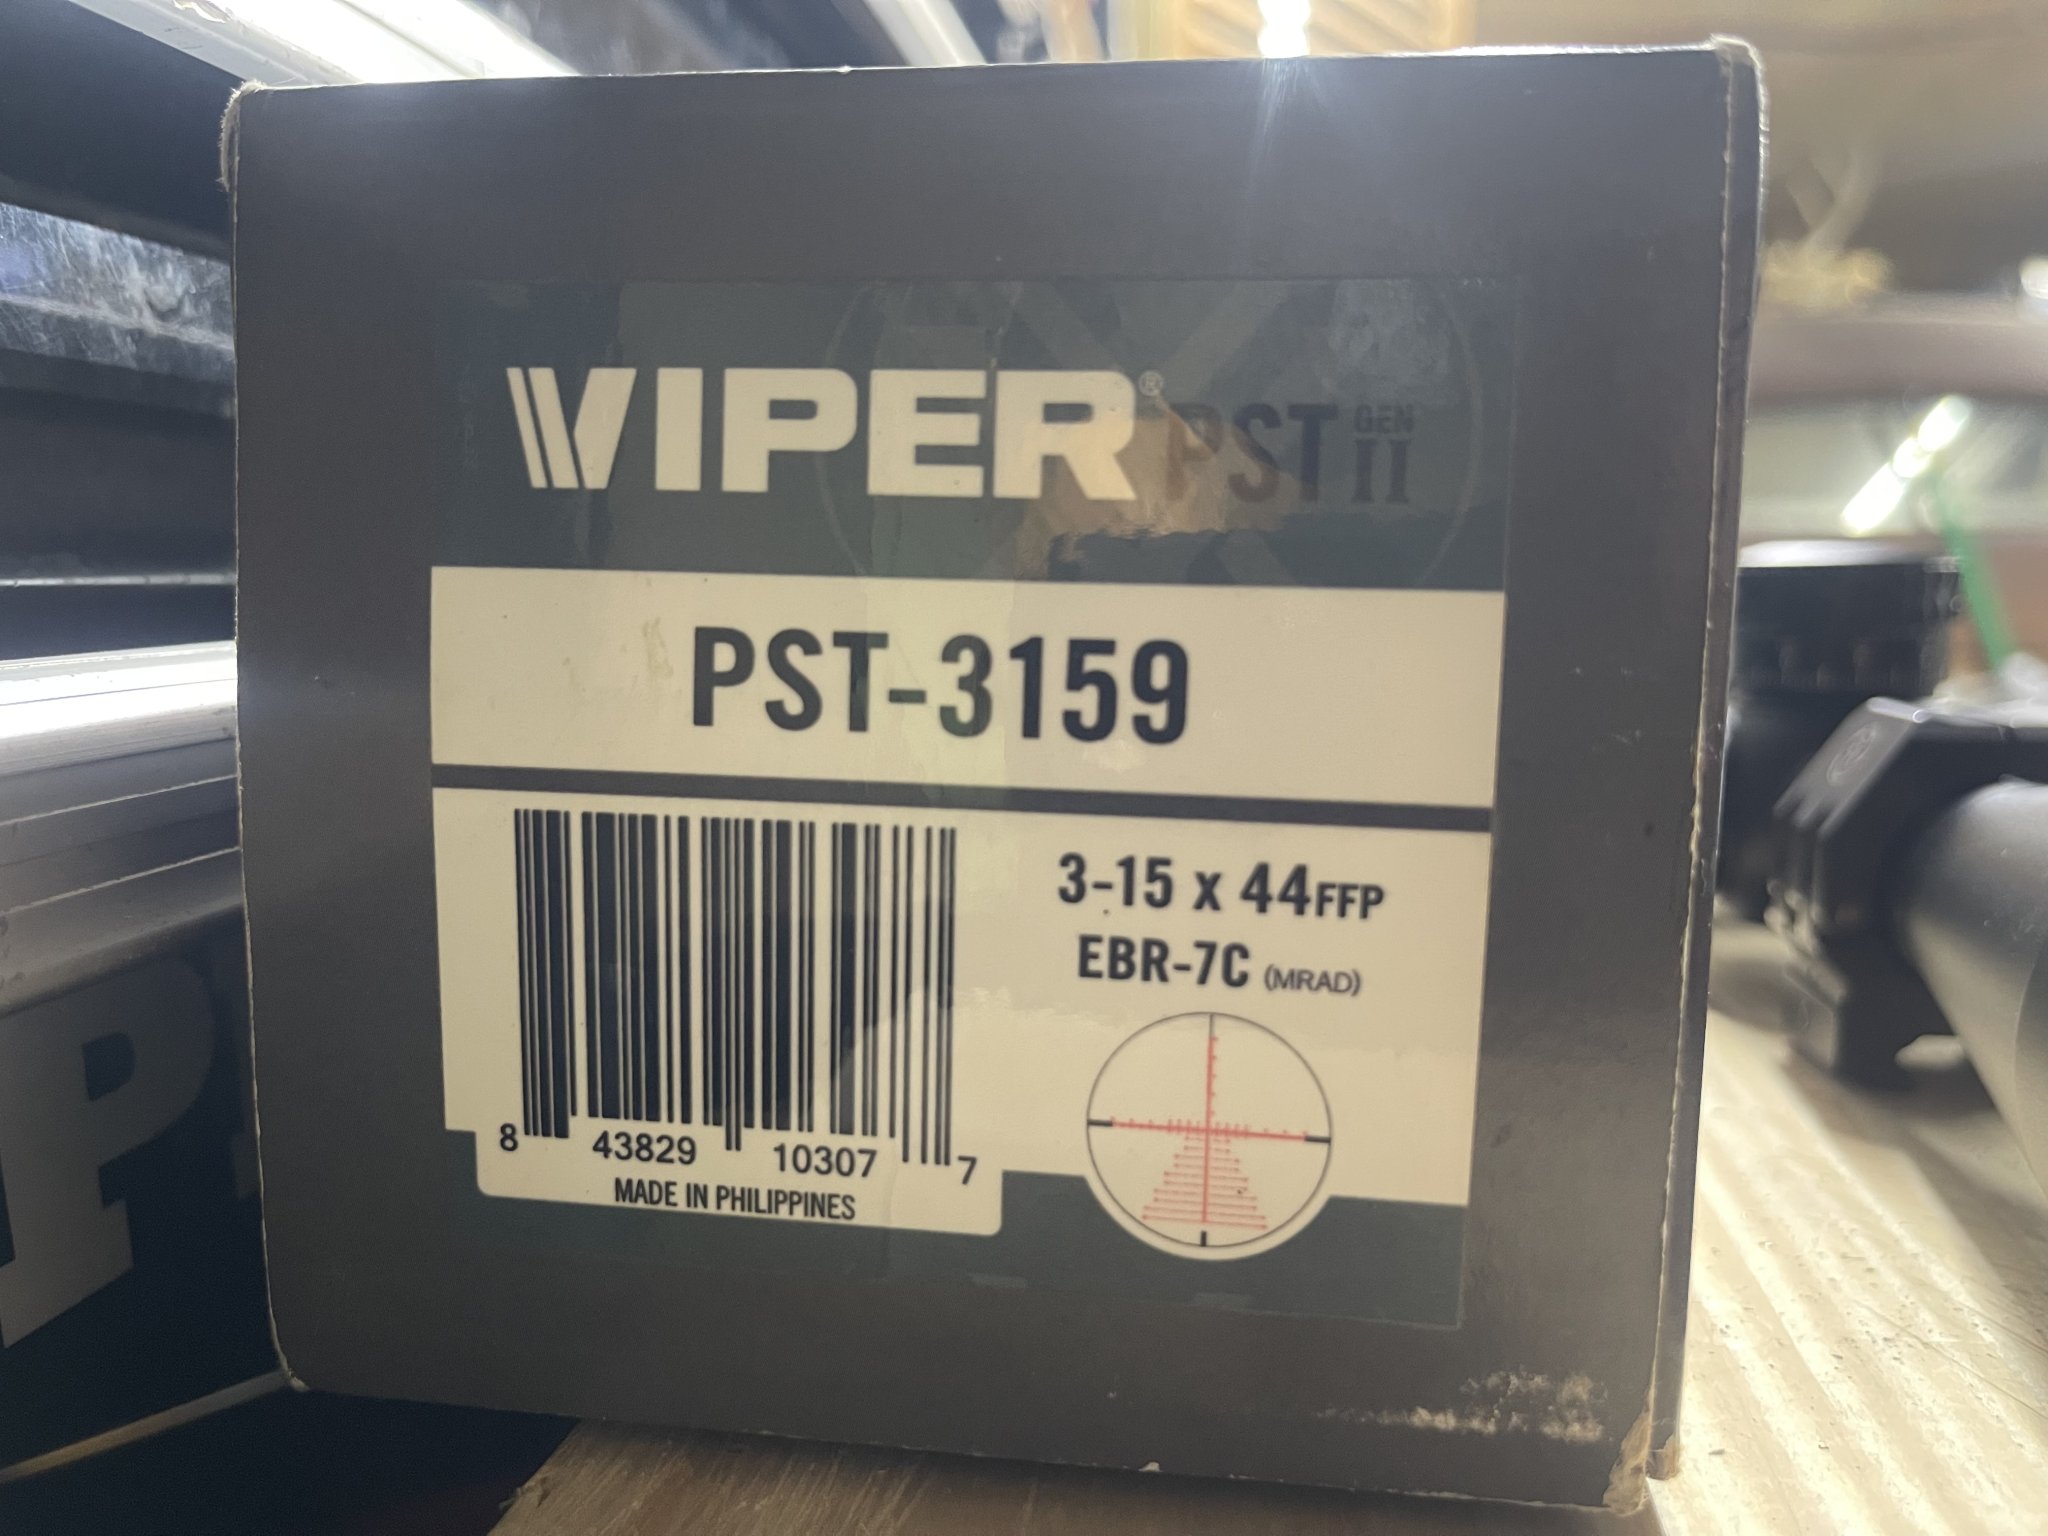 VIPER® PST GEN II
PST-3159
3-15 x 44FFP
EBR-7C (MRAD)
8 43829 10307 7
MADE IN PHILIPPINES
P